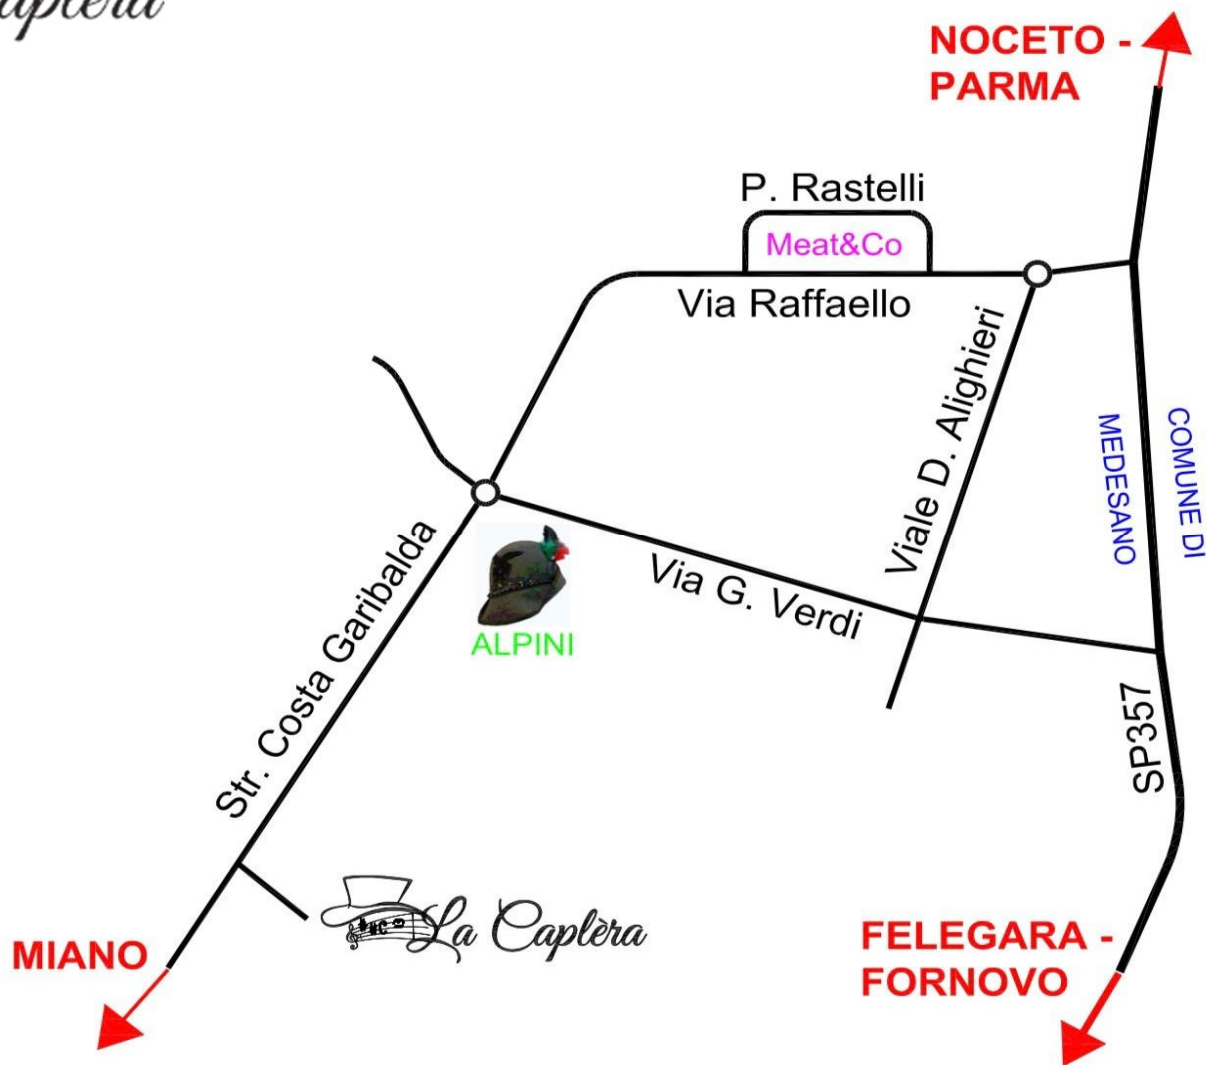 Caplèra
NOCETO -
PARMA
P. Rastelli
Meat&Co
Via Raffaello
Viale D. Alighieri
COMUNE DI
MEDESANO
Str. Costa Garibalda
Via G. Verdi
ALPINI
SP357
La Caplèra
MIANO
FELEGARA -
FORNOVO